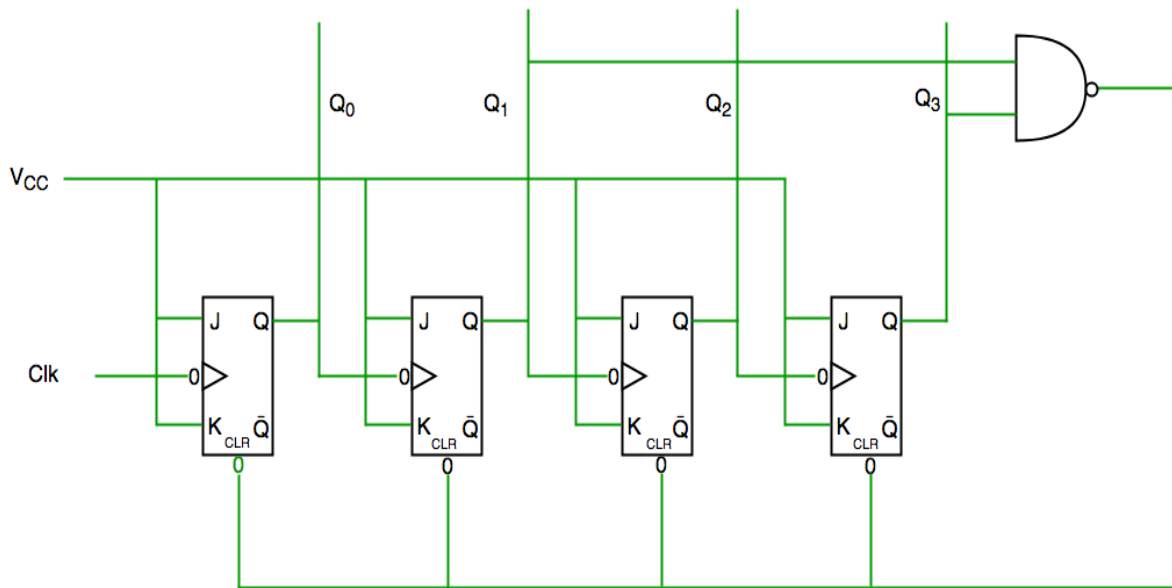 Q0 Q1 Q2 Q3
VCC
J Q J Q J Q J Q
Clk 0 0 0 0
K CLR Q̄ K CLR Q̄ K CLR Q̄ K CLR Q̄
0 0 0 0